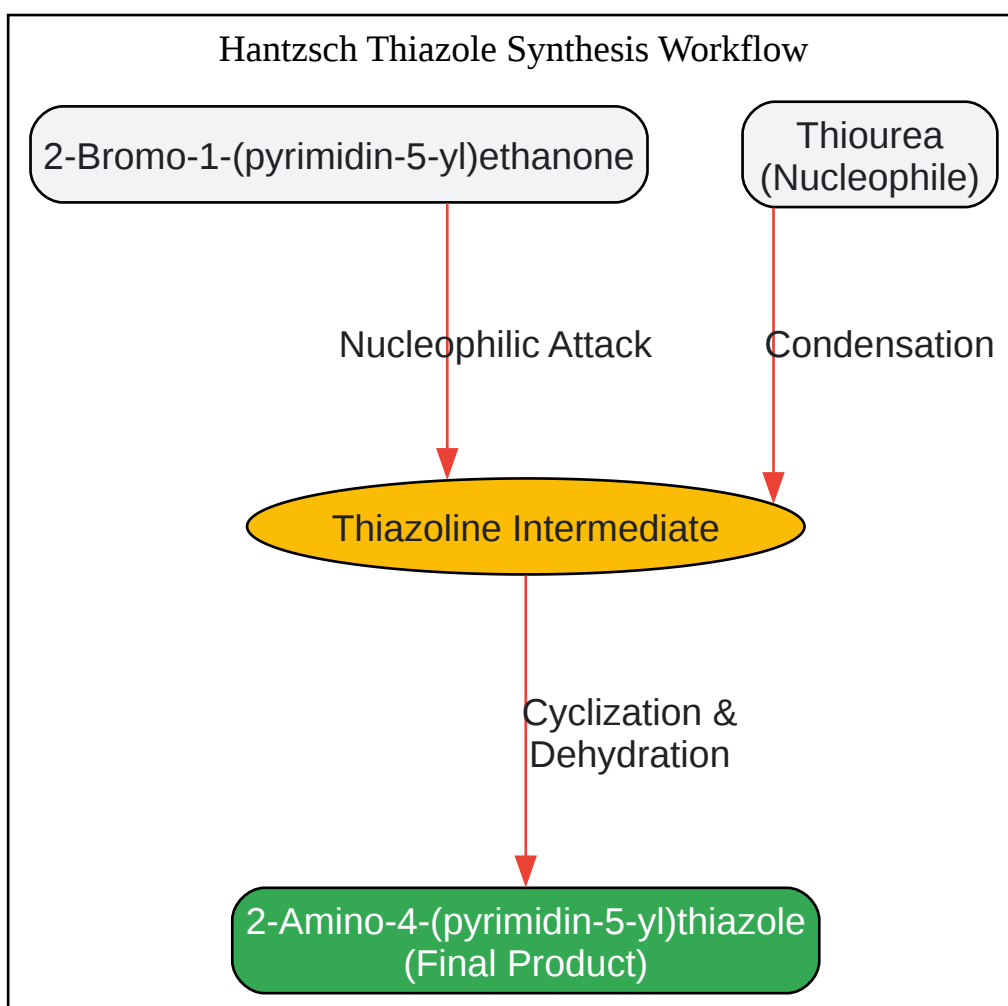 Hantzsch Thiazole Synthesis Workflow
2-Bromo-1-(pyrimidin-5-yl)ethanone
Thiourea
(Nucleophile)
Nucleophilic Attack
Condensation
Thiazoline Intermediate
Cyclization &
Dehydration
2-Amino-4-(pyrimidin-5-yl)thiazole
(Final Product)